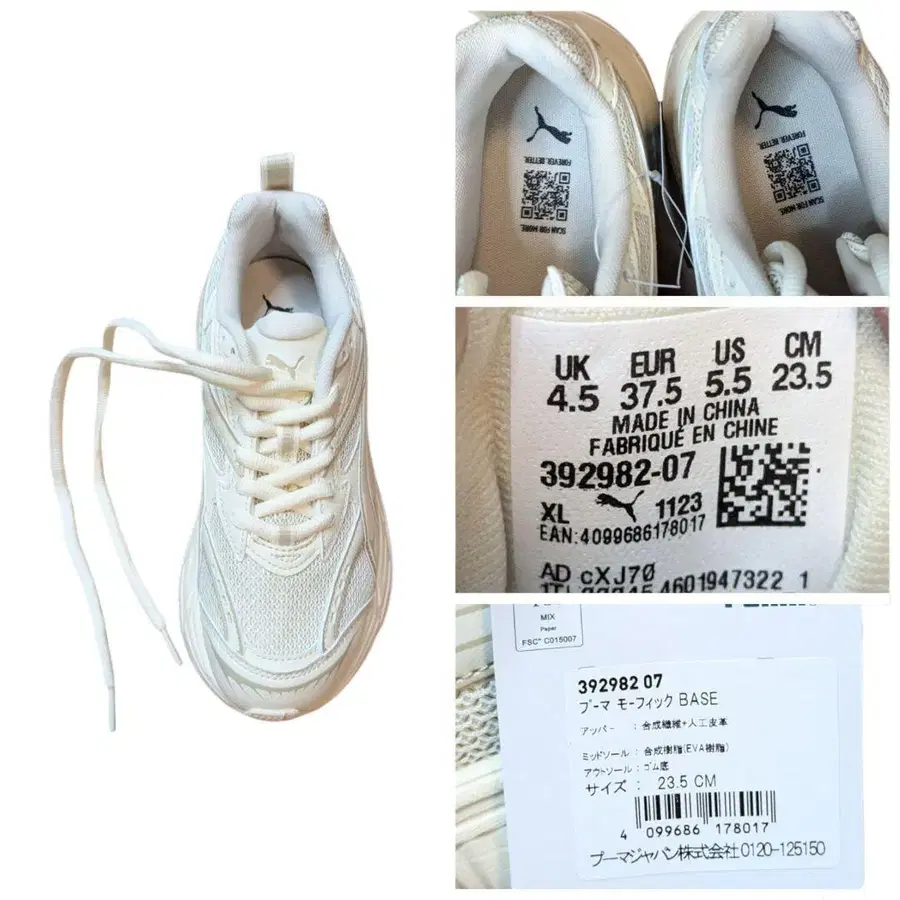 FOREVER. BETTER.
SCAN FOR MORE.
FOREVER. BETTER.
SCAN FOR MORE.
UK EUR US CM
4.5 37.5 5.5 23.5
MADE IN CHINA
FABRIQUÉ EN CHINE
392982-07
XL 1123
EAN:4099686178017
AD cXJ7Ø
4601947322 1
MIX
Paper
FSC® C015007
392982 07
プーマ モーフィック BASE
アッパー : 合成繊維+人工皮革
ミッドソール : 合成樹脂(EVA樹脂)
アウトソール : ゴム底
サイズ : 23.5 CM
4 099686 178017
プーマジャパン株式会社0120-125150